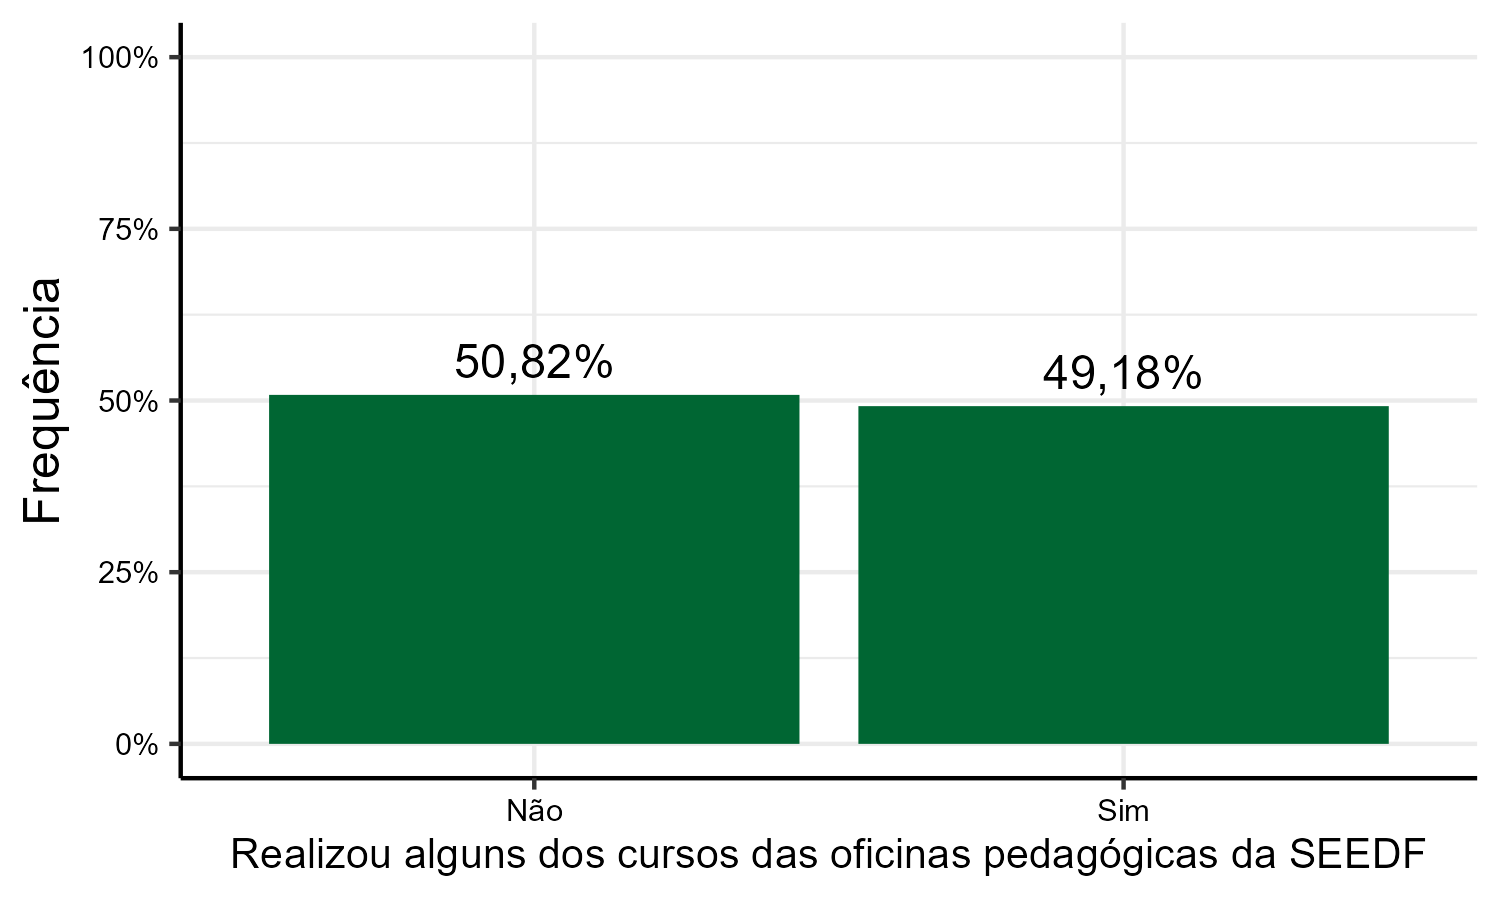 100%
75%
50%
25%
0%
Frequência
50,82%
49,18%
Não
Sim
Realizou alguns dos cursos das oficinas pedagógicas da SEEDF